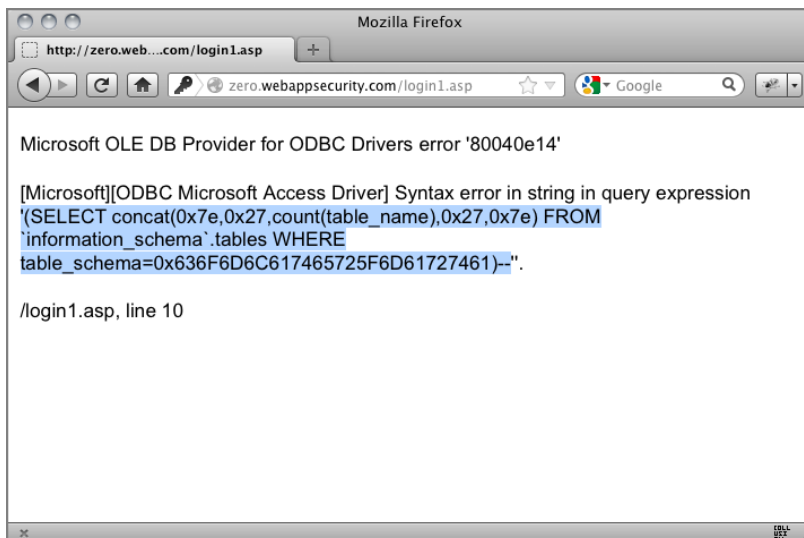 Mozilla Firefox
http://zero.web....com/login1.asp
zero.webappsecurity.com/login1.asp
Google
Microsoft OLE DB Provider for ODBC Drivers error '80040e14'
[Microsoft][ODBC Microsoft Access Driver] Syntax error in string in query expression
'(SELECT concat(0x7e,0x27,count(table_name),0x27,0x7e) FROM
`information_schema`.tables WHERE
table_schema=0x636F6D6C617465725F6D61727461)--''.
/login1.asp, line 10